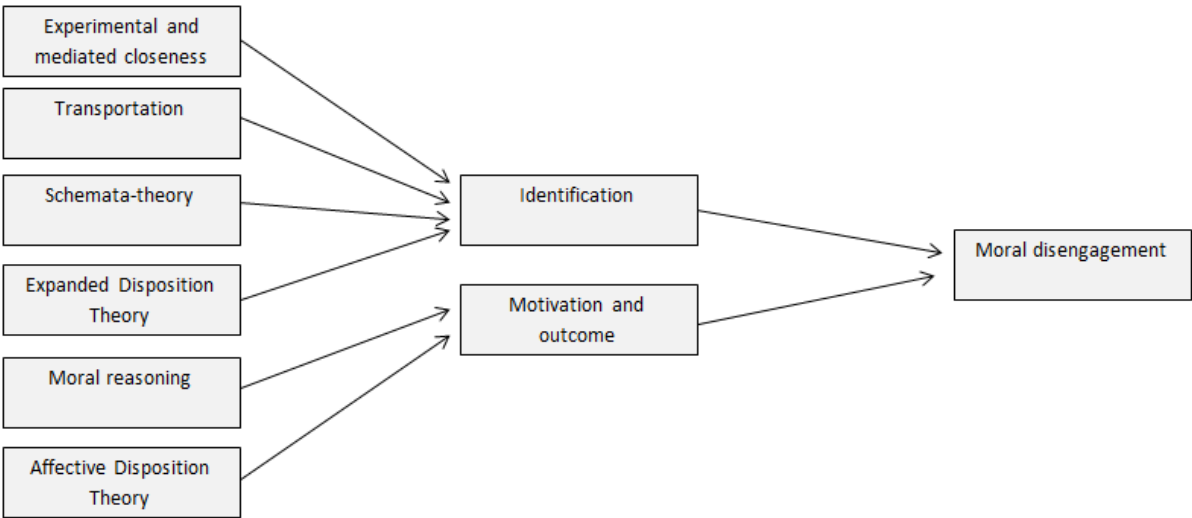 Experimental and
mediated closeness
Transportation
Schemata-theory
Expanded Disposition
Theory
Moral reasoning
Affective Disposition
Theory
Identification
Motivation and
outcome
Moral disengagement